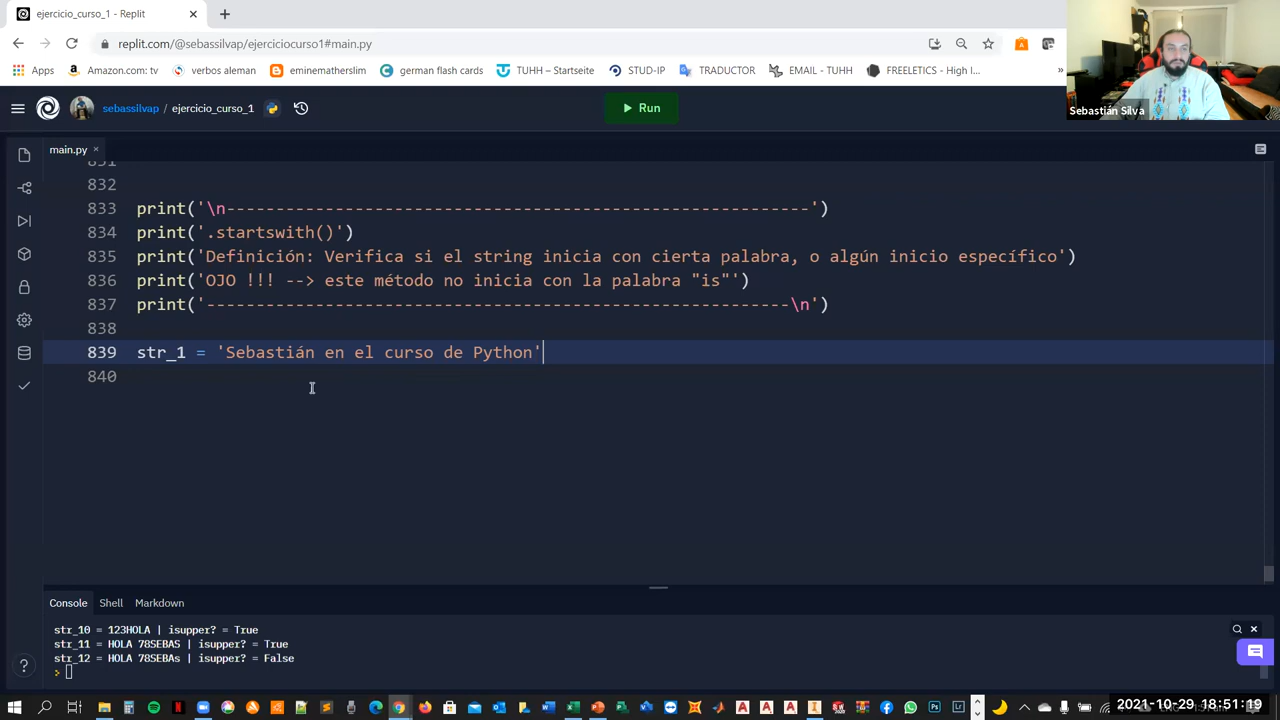 ejercicio_curso_1 - Replit
replit.com/@sebassilvap/ejerciciocurso1#main.py
Apps
Amazon.com: tv
verbos aleman
eminematherslim
german flash cards
TUHH – Startseite
STUD-IP
TRADUCTOR
EMAIL - TUHH
FREELETICS - High I...
»
Sebastián Silva
sebassilvap / ejercicio_curso_1
Run
main.py
831
832
833 print('\n-----------------------------------------------------------')
834 print('.startswith()')
835 print('Definición: Verifica si el string inicia con cierta palabra, o algún inicio específico')
836 print('OJO !!! --> este método no inicia con la palabra "is"')
837 print('-----------------------------------------------------------\n')
838
839 str_1 = 'Sebastián en el curso de Python'
840
Console Shell Markdown
str_10 = 123HOLA | isupper? = True
str_11 = HOLA 78SEBAS | isupper? = True
str_12 = HOLA 78SEBAs | isupper? = False
>
2021-10-29 18:51:19